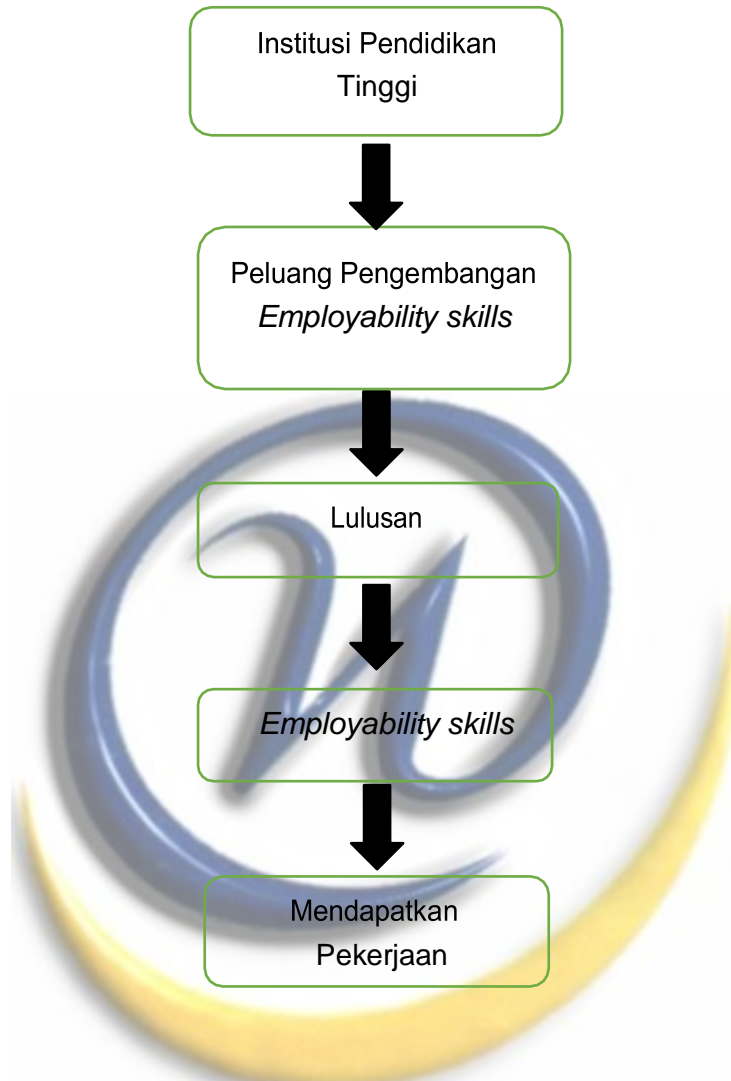 Institusi Pendidikan
Tinggi
Peluang Pengembangan
Employability skills
Lulusan
Employability skills
Mendapatkan
Pekerjaan